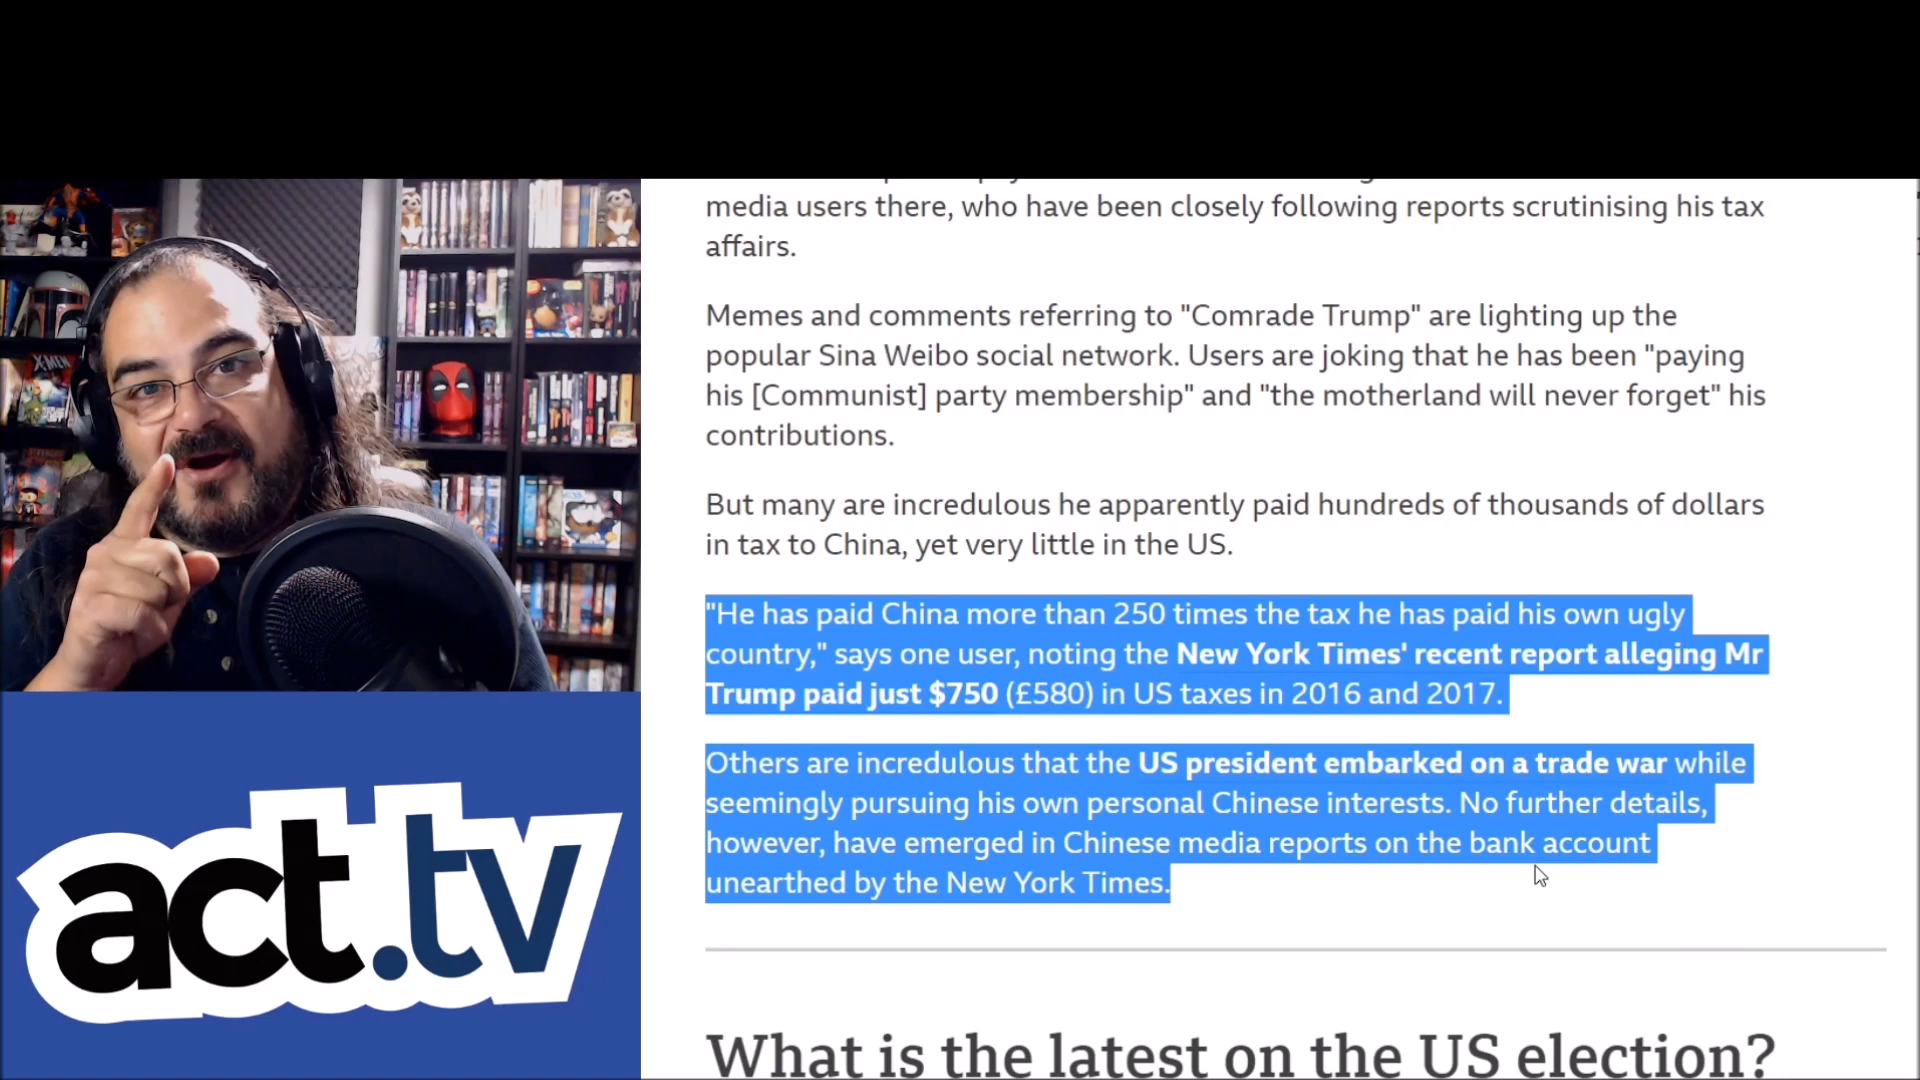 media users there, who have been closely following reports scrutinising his tax
affairs.
Memes and comments referring to "Comrade Trump" are lighting up the
popular Sina Weibo social network. Users are joking that he has been "paying
his [Communist] party membership" and "the motherland will never forget" his
contributions.
But many are incredulous he apparently paid hundreds of thousands of dollars
in tax to China, yet very little in the US.
"He has paid China more than 250 times the tax he has paid his own ugly
country," says one user, noting the New York Times' recent report alleging Mr
Trump paid just $750 (£580) in US taxes in 2016 and 2017.
Others are incredulous that the US president embarked on a trade war while
seemingly pursuing his own personal Chinese interests. No further details,
however, have emerged in Chinese media reports on the bank account
unearthed by the New York Times.
What is the latest on the US election?
X-MEN
act.tv